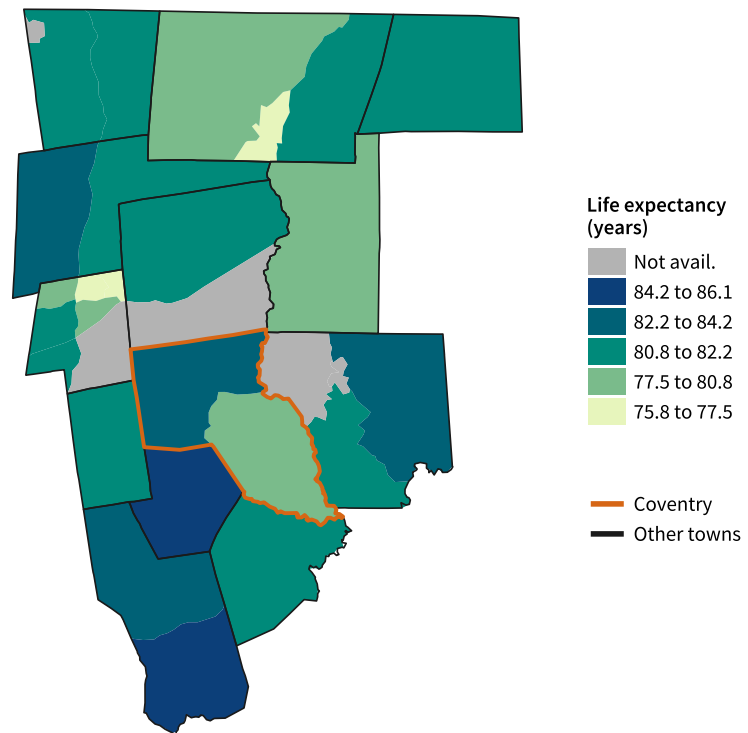 Life expectancy
(years)
Not avail.
84.2 to 86.1
82.2 to 84.2
80.8 to 82.2
77.5 to 80.8
75.8 to 77.5
Coventry
Other towns